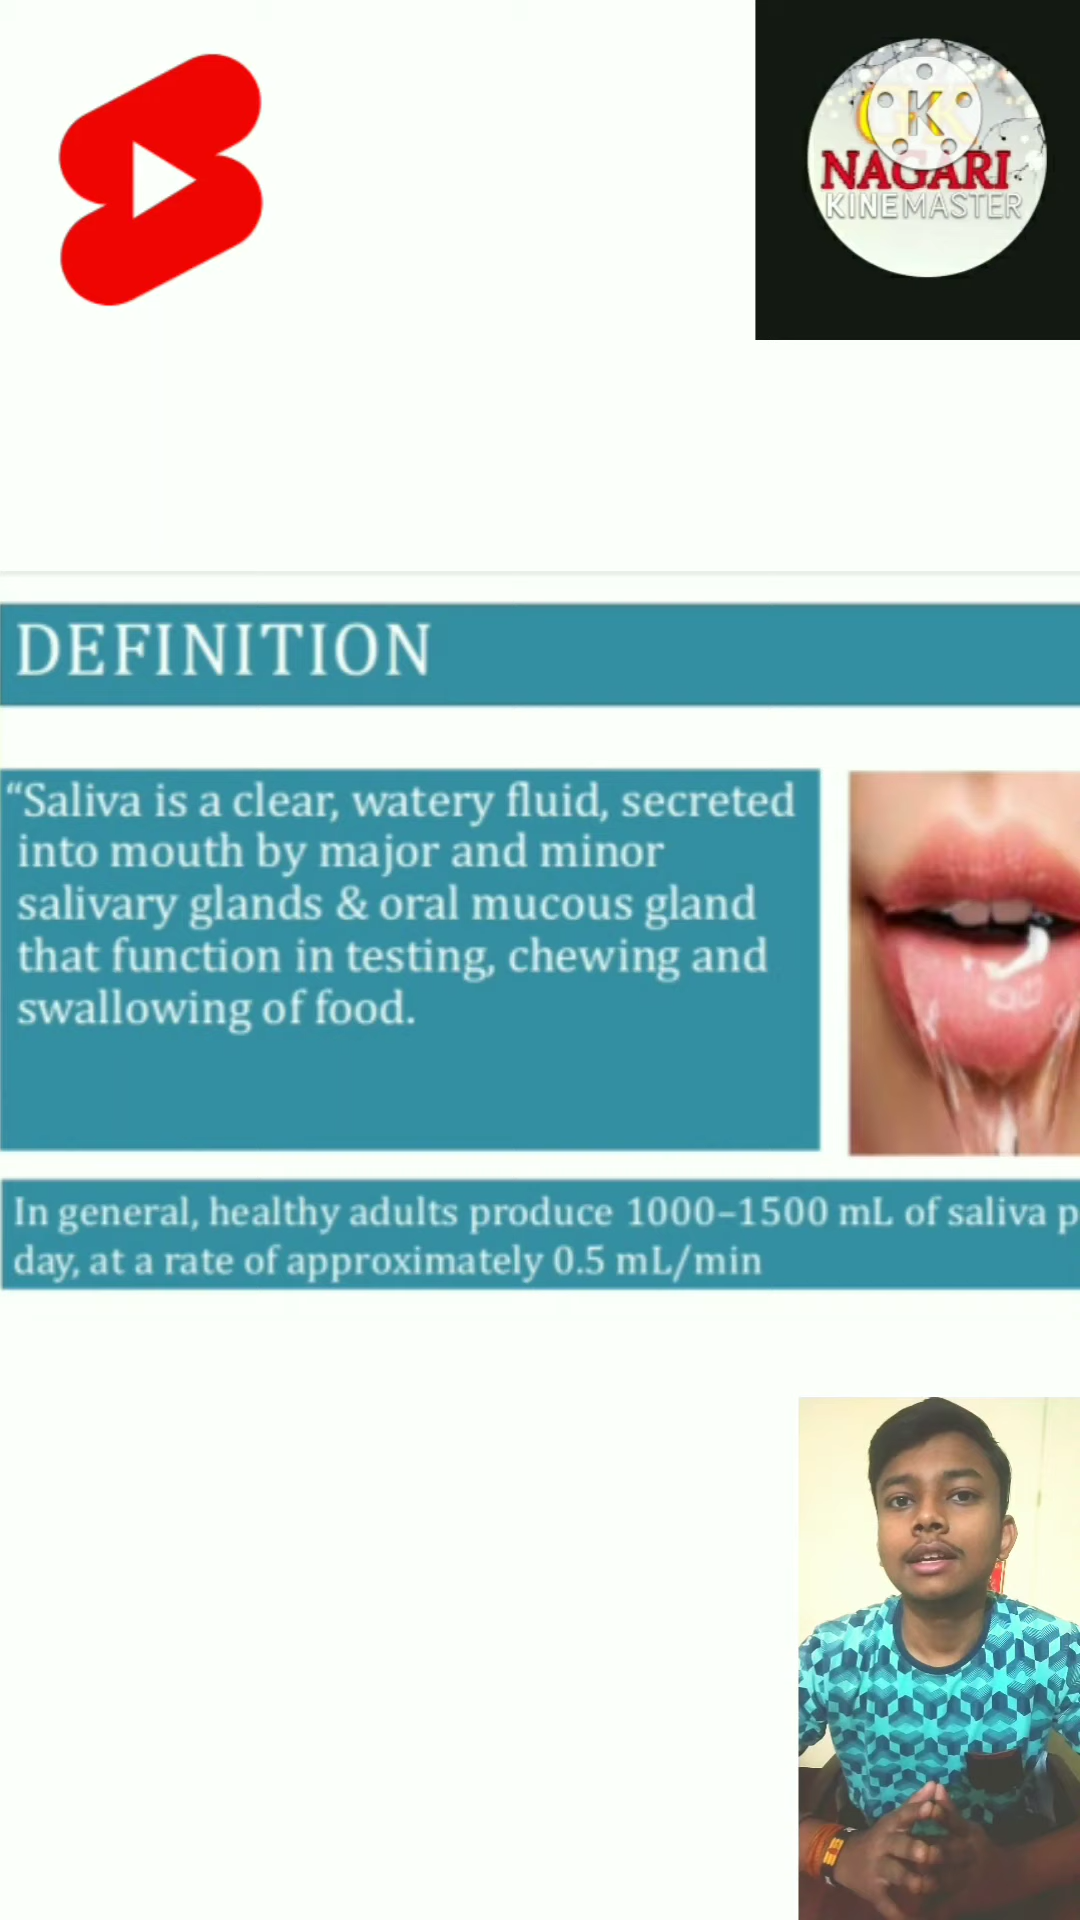 GK
K
NAGARI
KINEMASTER
DEFINITION
“Saliva is a clear, watery fluid, secreted
into mouth by major and minor
salivary glands & oral mucous gland
that function in testing, chewing and
swallowing of food.
In general, healthy adults produce 1000–1500 mL of saliva p
day, at a rate of approximately 0.5 mL/min